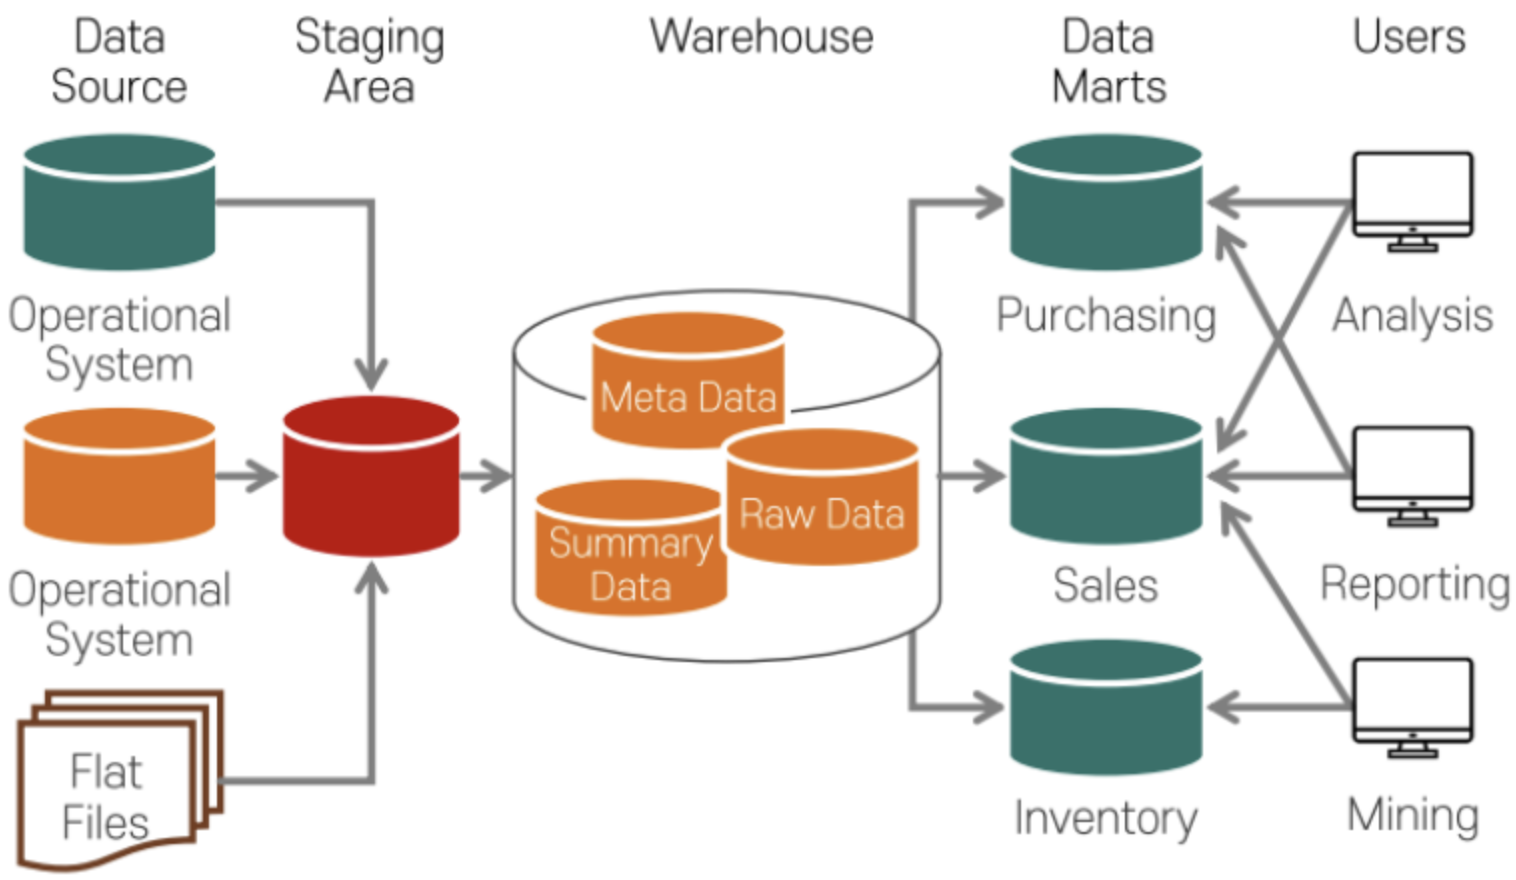 Data
Source
Staging
Area
Warehouse
Data
Marts
Users
Operational
System
Operational
System
Flat
Files
Meta Data
Raw Data
Summary
Data
Purchasing
Sales
Inventory
Analysis
Reporting
Mining